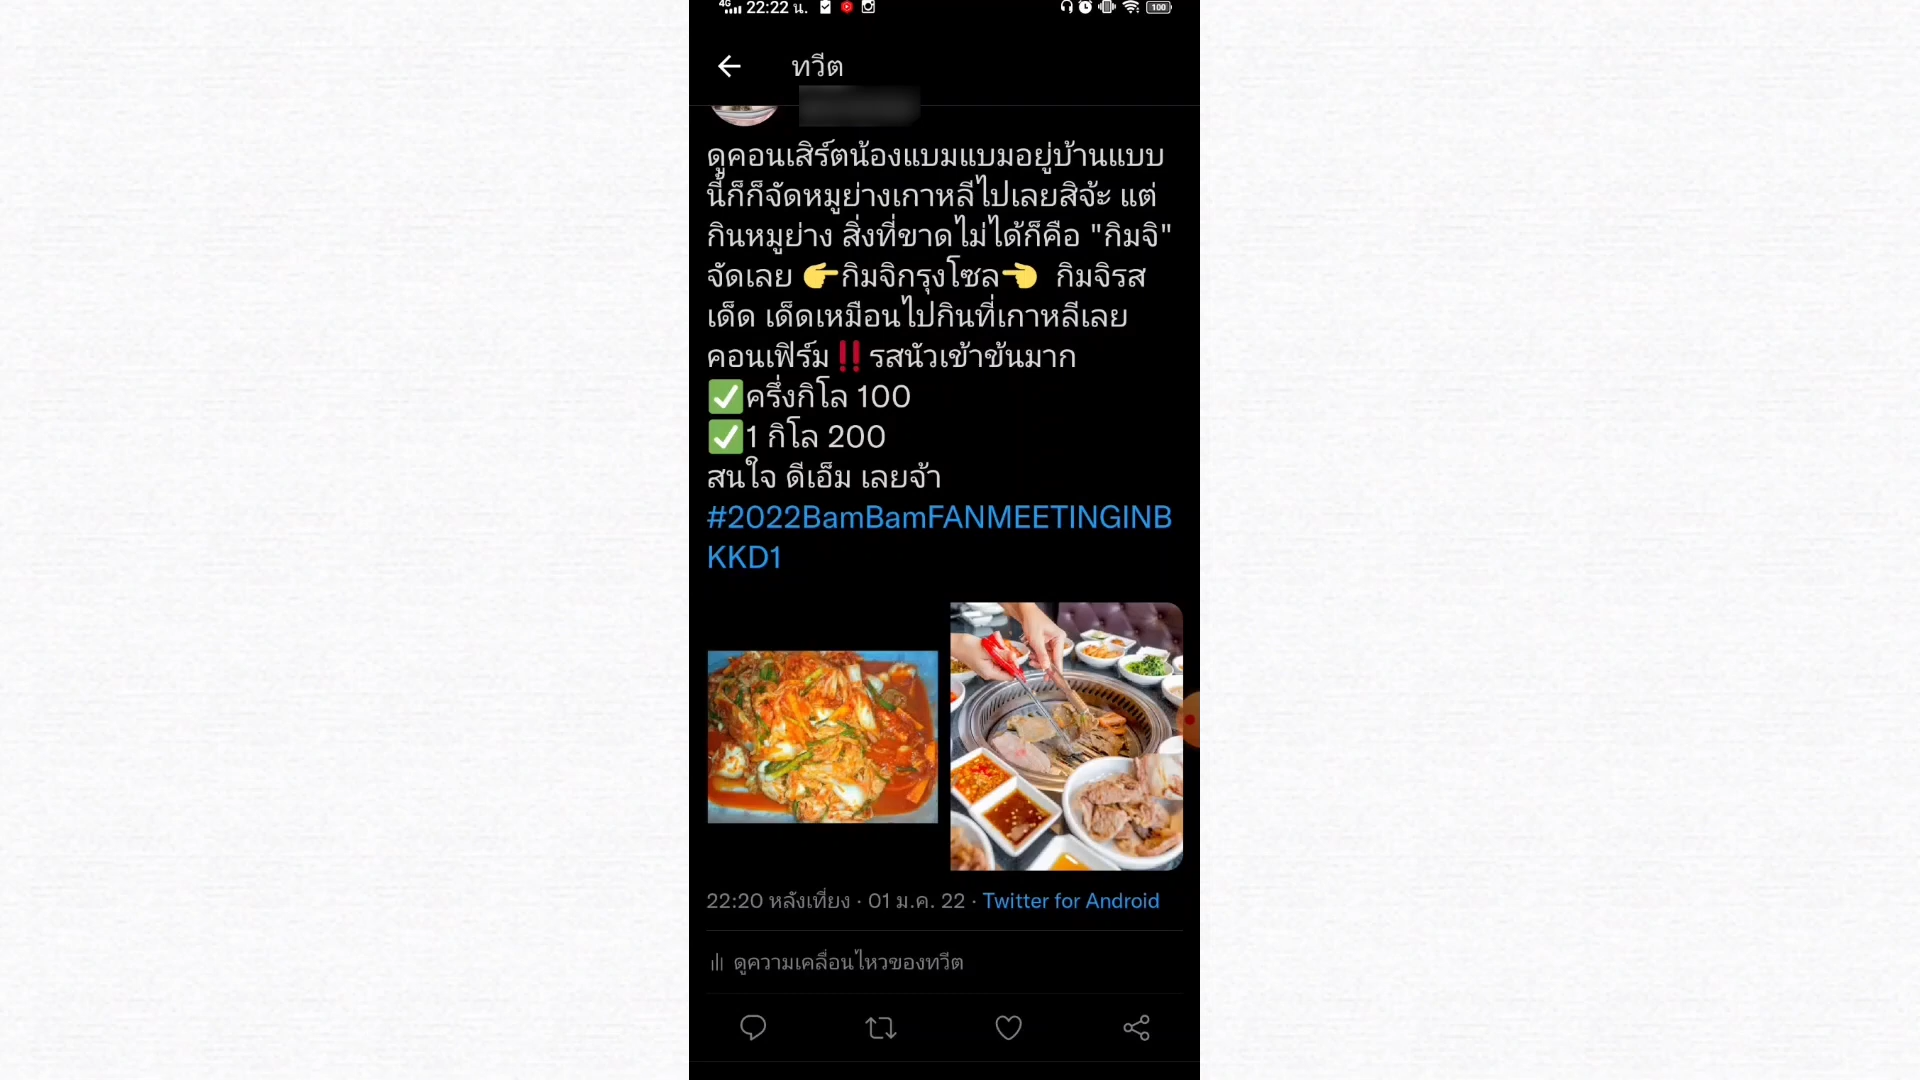 4G 22:22 น. 100
ทวีต
ดูคอนเสิร์ตน้องแบมแบมอยู่บ้านแบบ
นี้ก็ก็จัดหมูย่างเกาหลีไปเลยสิจ้ะ แต่
กินหมูย่าง สิ่งที่ขาดไม่ได้ก็คือ "กิมจิ"
จัดเลย 👉กิมจิกรุงโซล👈 กิมจิรส
เด็ด เด็ดเหมือนไปกินที่เกาหลีเลย
คอนเฟิร์ม‼️รสนัวเข้าข้นมาก
✅ครึ่งกิโล 100
✅1 กิโล 200
สนใจ ดีเอ็ม เลยจ้า
#2022BamBamFANMEETINGINB
KKD1
22:20 หลังเที่ยง · 01 ม.ค. 22 · Twitter for Android
ดูความเคลื่อนไหวของทวีต